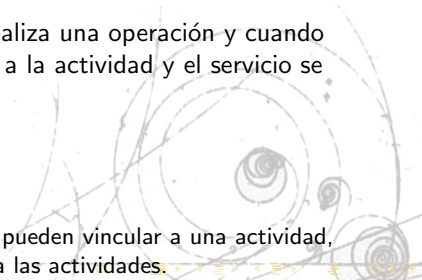 aliza una operación y cuando
a la actividad y el servicio se
pueden vincular a una actividad,
a las actividades.